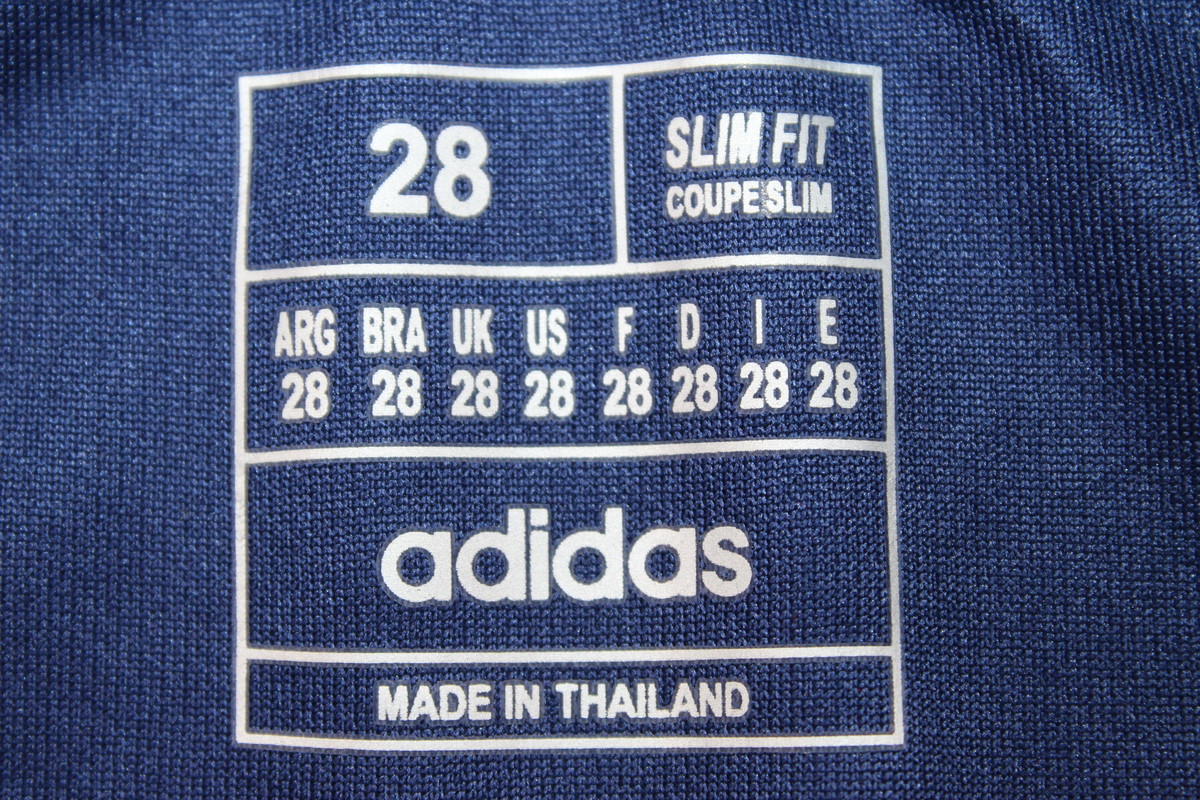 28
SLIM FIT
COUPE SLIM
ARG BRA UK US F D I E
28 28 28 28 28 28 28 28
adidas
MADE IN THAILAND